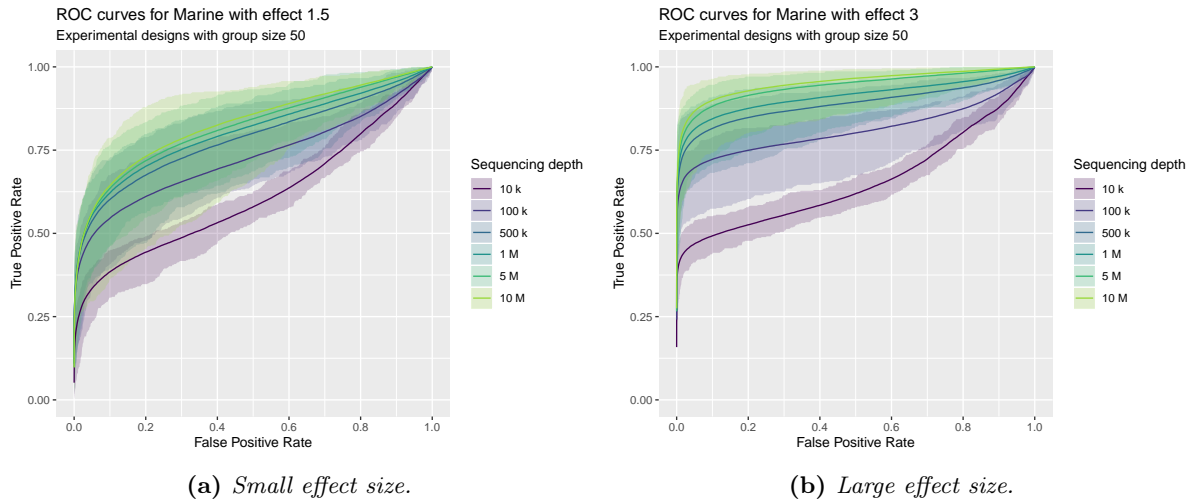 ROC curves for Marine with effect 1.5
Experimental designs with group size 50
1.00
0.75
0.50
0.25
0.00
True Positive Rate
0.0 0.2 0.4 0.6 0.8 1.0
False Positive Rate
Sequencing depth
10 k
100 k
500 k
1 M
5 M
10 M
(a) Small effect size.
ROC curves for Marine with effect 3
Experimental designs with group size 50
1.00
0.75
0.50
0.25
0.00
True Positive Rate
0.0 0.2 0.4 0.6 0.8 1.0
False Positive Rate
Sequencing depth
10 k
100 k
500 k
1 M
5 M
10 M
(b) Large effect size.